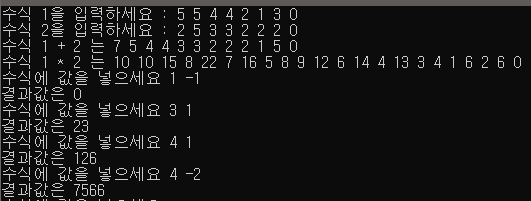 수식 1을 입력하세요 : 5 5 4 4 2 1 3 0
수식 2을 입력하세요 : 2 5 3 3 2 2 2 0
수식 1 + 2 는 7 5 4 4 3 3 2 2 2 1 5 0
수식 1 * 2 는 10 10 15 8 22 7 16 5 8 9 12 6 14 4 13 3 4 1 6 2 6 0
수식에 값을 넣으세요 1 -1
결과값은 0
수식에 값을 넣으세요 3 1
결과값은 23
수식에 값을 넣으세요 4 1
결과값은 126
수식에 값을 넣으세요 4 -2
결과값은 7566